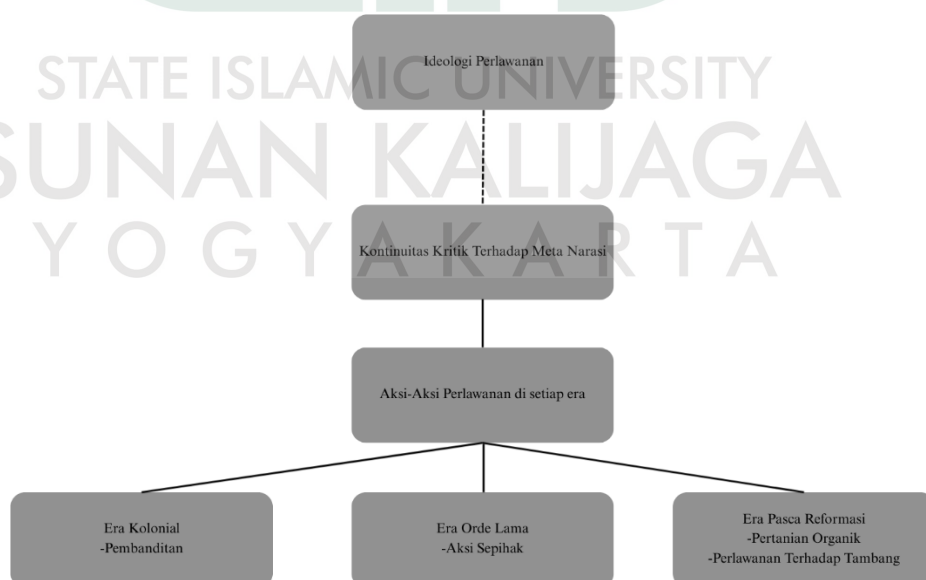 Ideologi Perlawanan
STATE ISLAMIC UNIVERSITY
SUNAN KALIJAGA
YOGYAKARTA
Kontinuitas Kritik Terhadap Meta Narasi
Aksi-Aksi Perlawanan di setiap era
Era Kolonial
-Pembanditan
Era Orde Lama
-Aksi Sepihak
Era Pasca Reformasi
-Pertanian Organik
-Perlawanan Terhadap Tambang